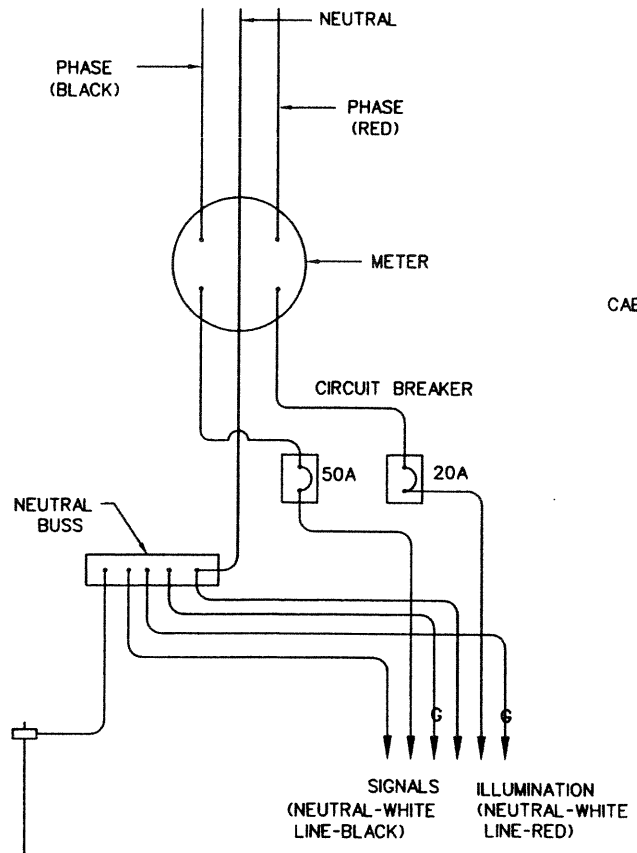 NEUTRAL
PHASE
(BLACK)
PHASE
(RED)
METER
CAB
CIRCUIT BREAKER
50A
20A
NEUTRAL
BUSS
G
G
SIGNALS
(NEUTRAL-WHITE
LINE-BLACK)
ILLUMINATION
(NEUTRAL-WHITE
LINE-RED)